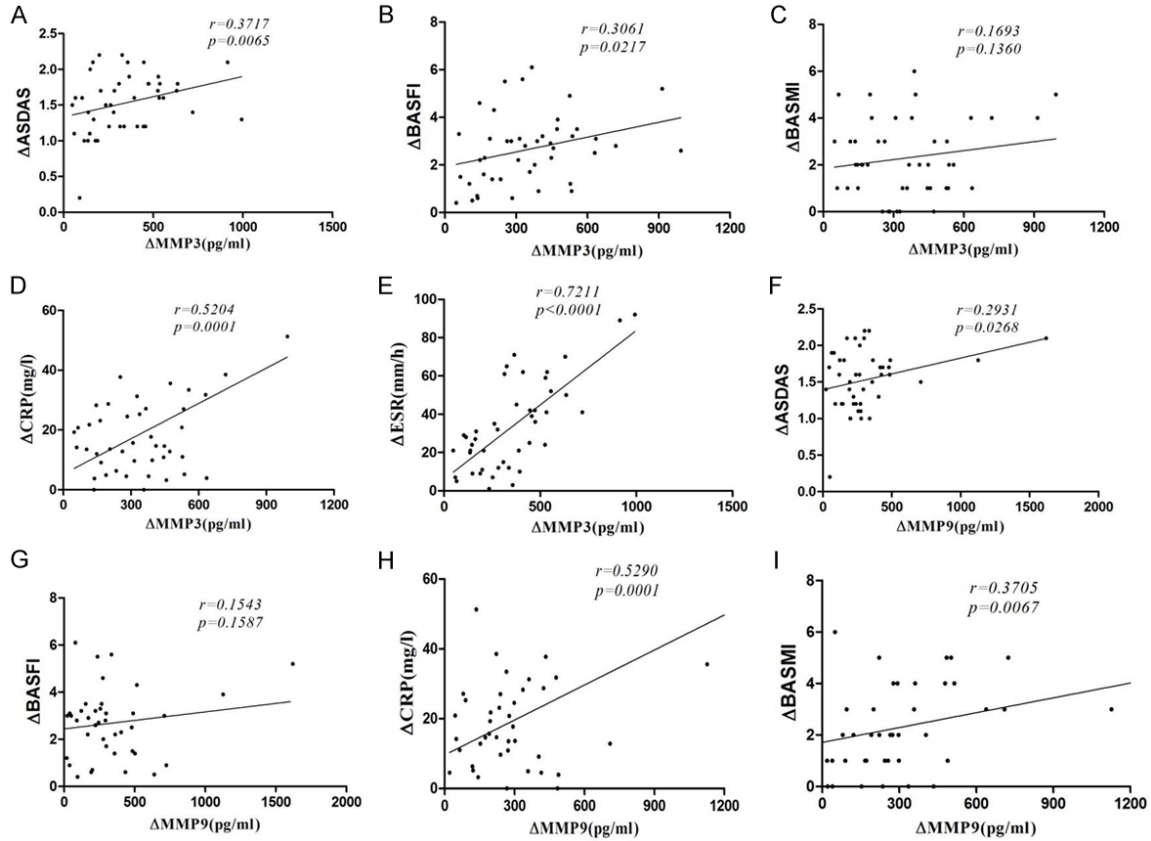 A
r=0.3717
p=0.0065
2.5
2.0
1.5
1.0
0.5
0.0
0
500
1000
1500
ΔASDAS
ΔMMP3(pg/ml)
B
r=0.3061
p=0.0217
8
6
4
2
0
0
300
600
900
1200
ΔBASFI
ΔMMP3(pg/ml)
C
r=0.1693
p=0.1360
8
6
4
2
0
0
300
600
900
1200
ΔBASMI
ΔMMP3(pg/ml)
D
r=0.5204
p=0.0001
60
40
20
0
0
300
600
900
1200
ΔCRP(mg/l)
ΔMMP3(pg/ml)
E
r=0.7211
p<0.0001
100
80
60
40
20
0
0
500
1000
1500
ΔESR(mm/h)
ΔMMP3(pg/ml)
F
r=0.2931
p=0.0268
2.5
2.0
1.5
1.0
0.5
0.0
0
500
1000
1500
2000
ΔASDAS
ΔMMP9(pg/ml)
G
r=0.1543
p=0.1587
8
6
4
2
0
0
500
1000
1500
2000
ΔBASFI
ΔMMP9(pg/ml)
H
r=0.5290
p=0.0001
60
40
20
0
0
300
600
900
1200
ΔCRP(mg/l)
ΔMMP9(pg/ml)
I
r=0.3705
p=0.0067
8
6
4
2
0
0
300
600
900
1200
ΔBASMI
ΔMMP9(pg/ml)